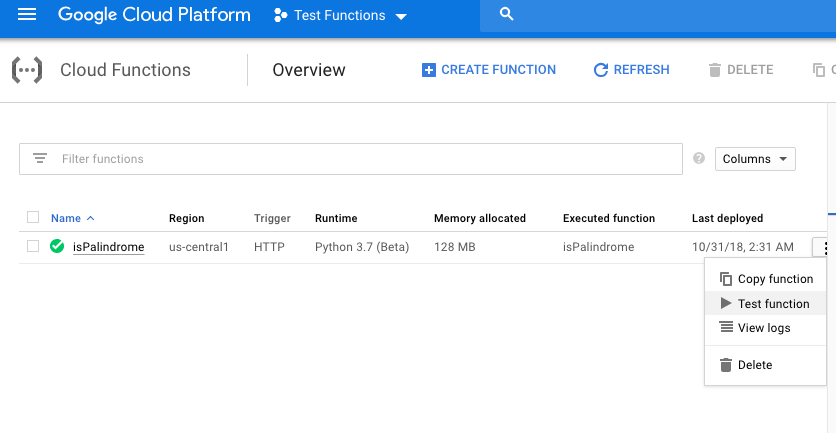 Google Cloud Platform Test Functions
Cloud Functions Overview CREATE FUNCTION REFRESH DELETE
Filter functions ? Columns
Name Region Trigger Runtime Memory allocated Executed function Last deployed
isPalindrome us-central1 HTTP Python 3.7 (Beta) 128 MB isPalindrome 10/31/18, 2:31 AM
Copy function
Test function
View logs
Delete